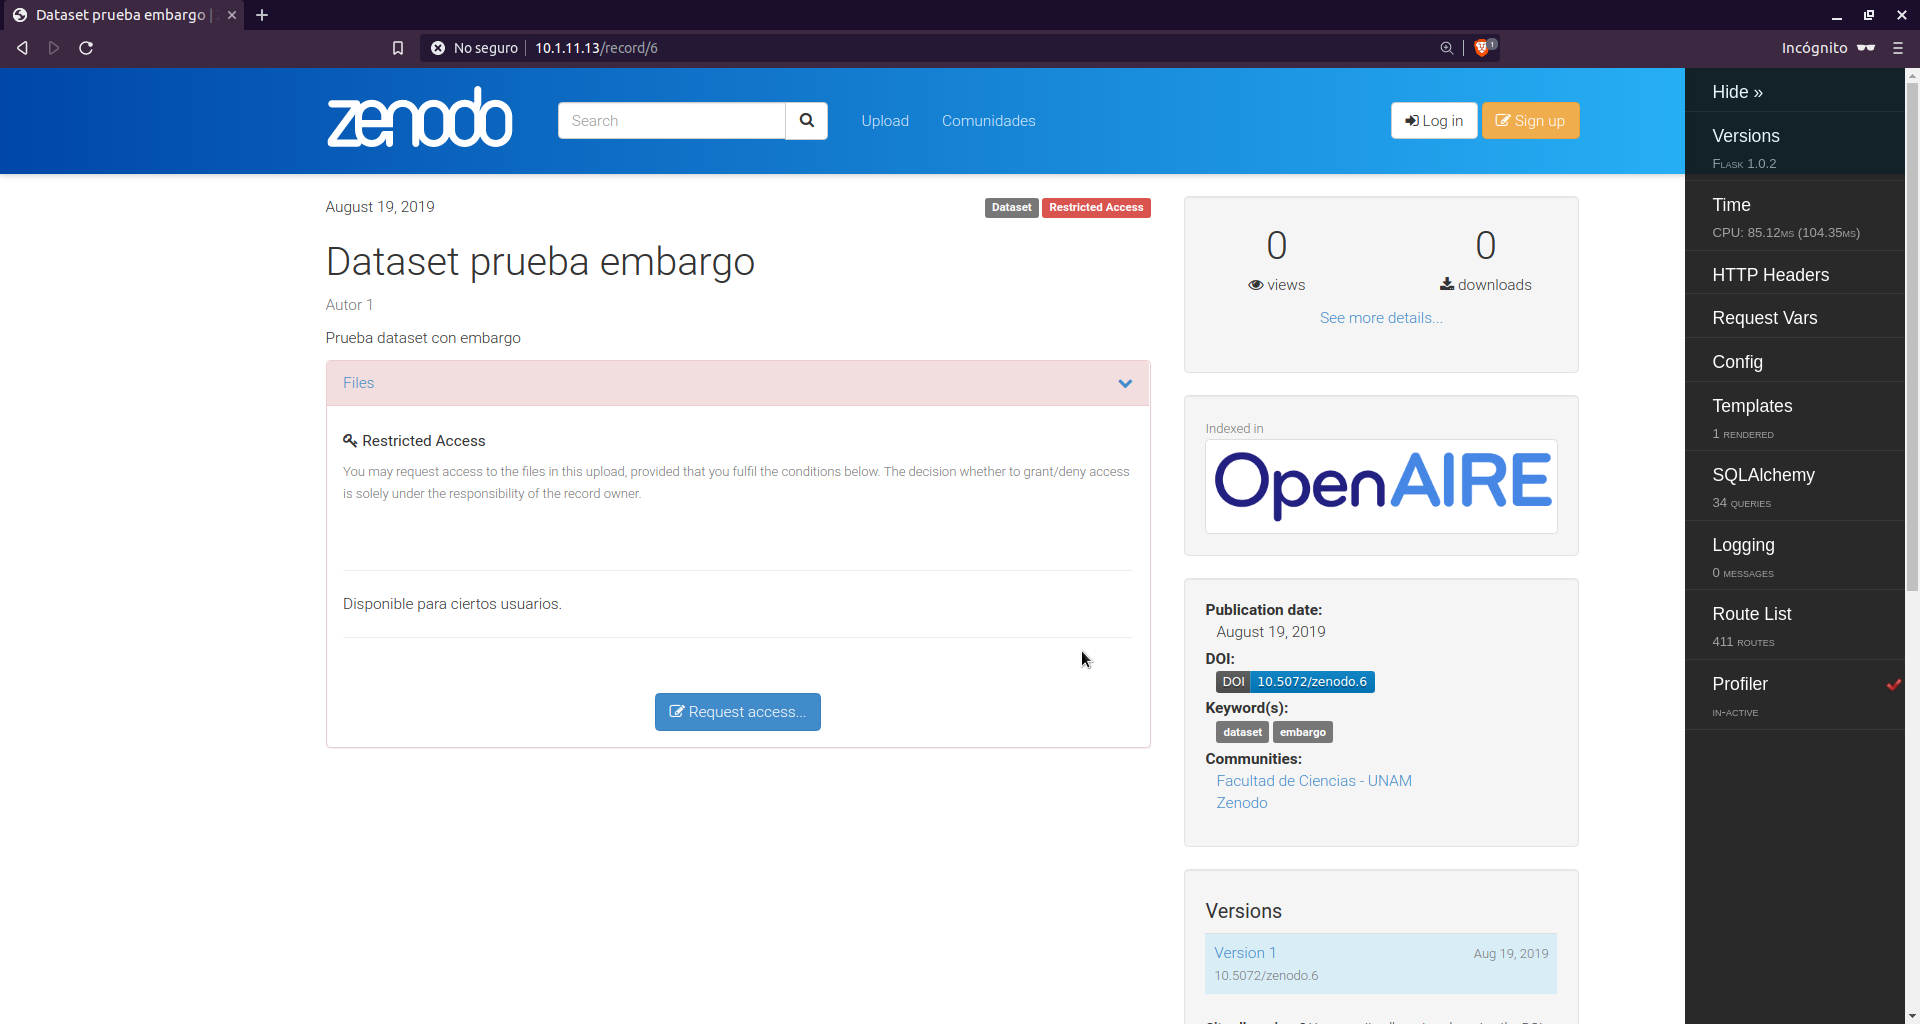 Dataset prueba embargo |
No seguro
10.1.11.13/record/6
1
Incógnito
zenodo
Search
Upload
Comunidades
Log in
Sign up
August 19, 2019
Dataset
Restricted Access
Dataset prueba embargo
Autor 1
Prueba dataset con embargo
Files
Restricted Access
You may request access to the files in this upload, provided that you fulfil the conditions below. The decision whether to grant/deny access
is solely under the responsibility of the record owner.
Disponible para ciertos usuarios.
Request access...
0
views
0
downloads
See more details...
Indexed in
OpenAIRE
Publication date:
August 19, 2019
DOI:
DOI 10.5072/zenodo.6
Keyword(s):
dataset embargo
Communities:
Facultad de Ciencias - UNAM
Zenodo
Versions
Version 1 Aug 19, 2019
10.5072/zenodo.6
Hide »
Versions
Flask 1.0.2
Time
CPU: 85.12ms (104.35ms)
HTTP Headers
Request Vars
Config
Templates
1 rendered
SQLAlchemy
34 queries
Logging
0 messages
Route List
411 routes
Profiler
in-active